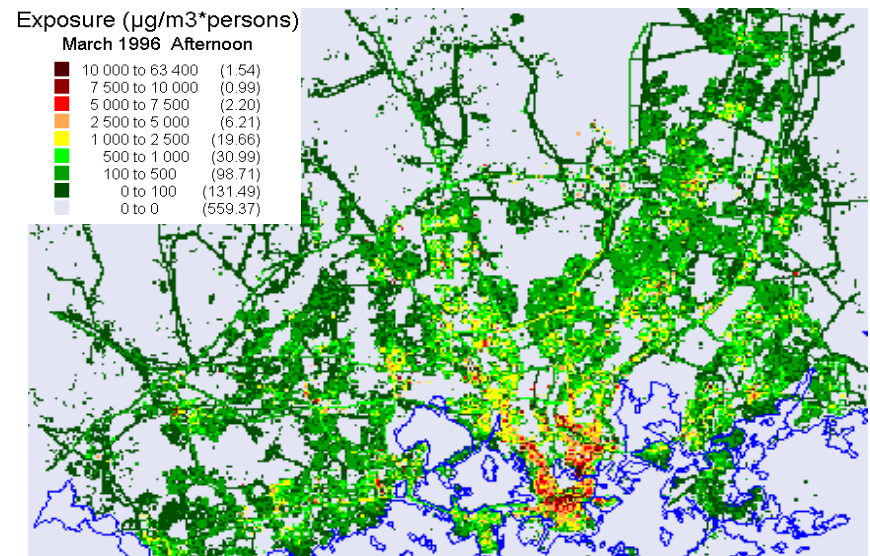 Exposure (µg/m3*persons)
March 1996 Afternoon
10 000 to 63 400 (1.54)
7 500 to 10 000 (0.99)
5 000 to 7 500 (2.20)
2 500 to 5 000 (6.21)
1 000 to 2 500 (19.66)
500 to 1 000 (30.99)
100 to 500 (98.71)
0 to 100 (131.49)
0 to 0 (559.37)